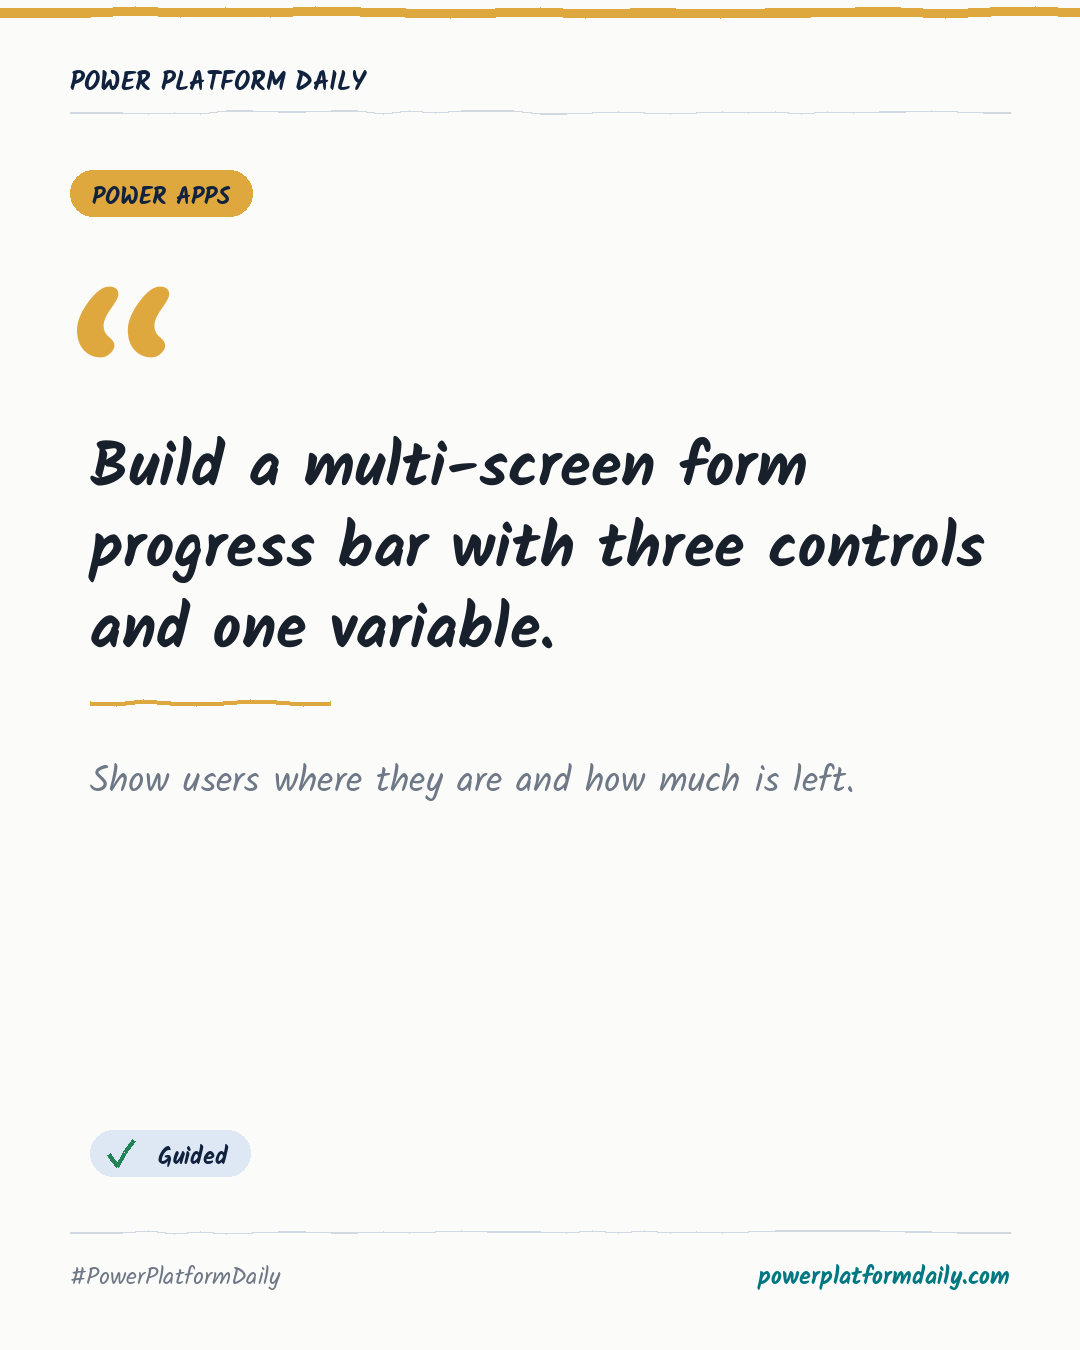 POWER PLATFORM DAILY
POWER APPS
“
Build a multi-screen form
progress bar with three controls
and one variable.
Show users where they are and how much is left.
Guided
#PowerPlatformDaily
powerplatformdaily.com